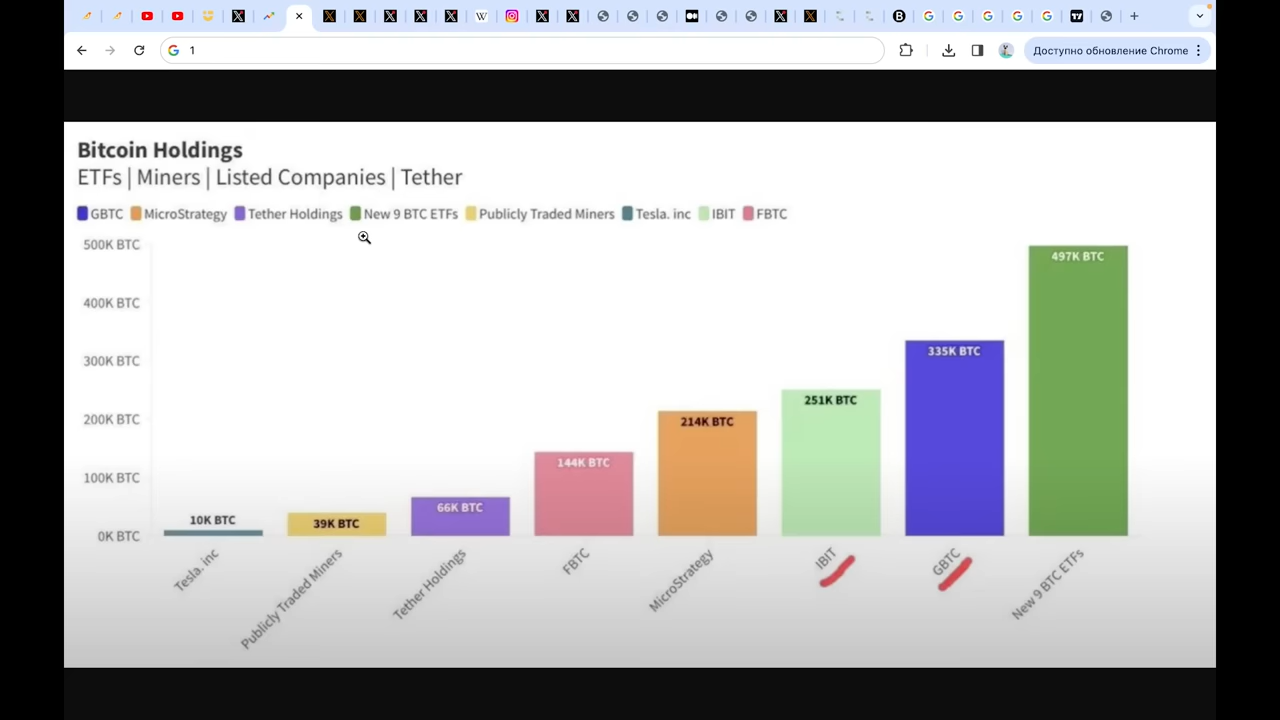 1
Доступно обновление Chrome
Bitcoin Holdings
ETFs | Miners | Listed Companies | Tether
GBTC MicroStrategy Tether Holdings New 9 BTC ETFs Publicly Traded Miners Tesla. inc IBIT FBTC
500K BTC
400K BTC
300K BTC
200K BTC
100K BTC
0K BTC
10K BTC
39K BTC
66K BTC
144K BTC
214K BTC
251K BTC
335K BTC
497K BTC
Tesla. inc
Publicly Traded Miners
Tether Holdings
FBTC
MicroStrategy
IBIT
GBTC
New 9 BTC ETFs